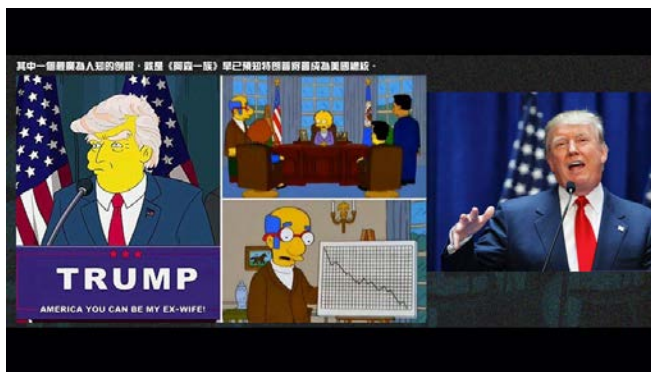 其中一個最廣為人知的例證，就是《阿森一族》早已預知特朗普將會成為美國總統。
TRUMP
AMERICA YOU CAN BE MY EX-WIFE!